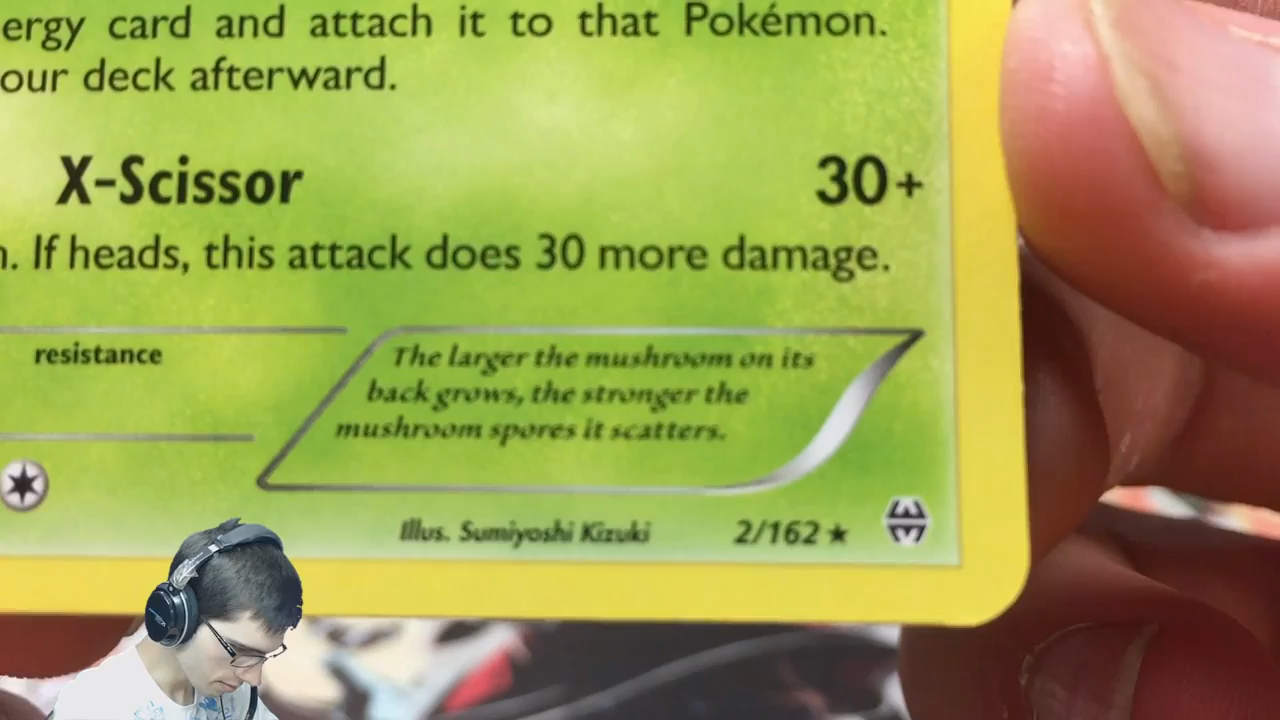 ergy card and attach it to that Pokémon.
our deck afterward.
X-Scissor 30+
. If heads, this attack does 30 more damage.
resistance
The larger the mushroom on its
back grows, the stronger the
mushroom spores it scatters.
Illus. Sumiyoshi Kizuki 2/162 ★